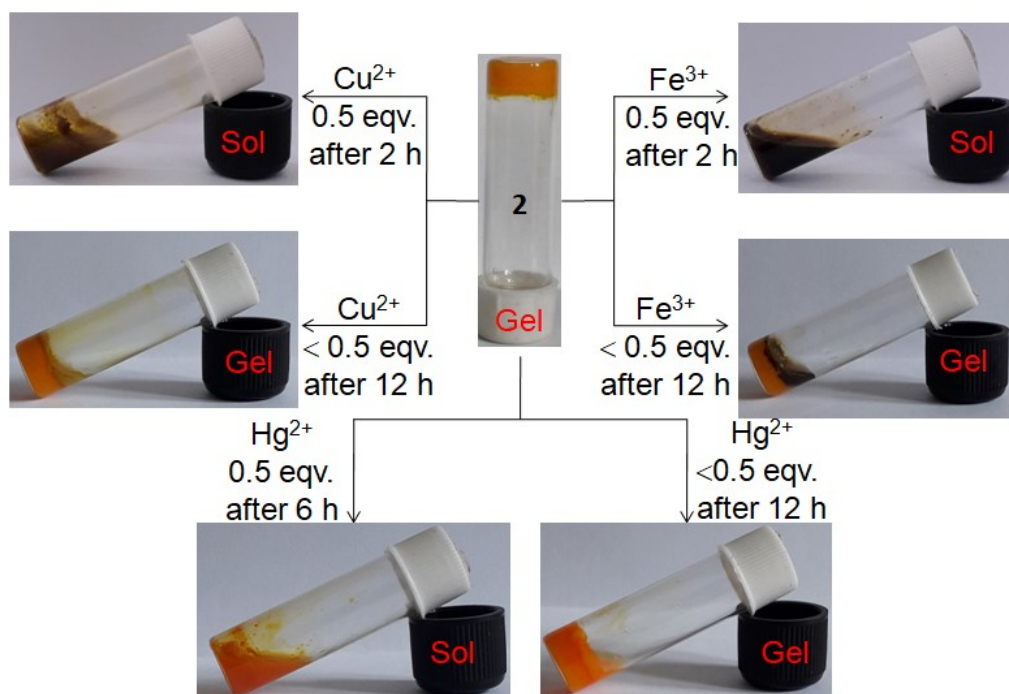 Cu²⁺
0.5 eqv.
after 2 h
Sol
Fe³⁺
0.5 eqv.
after 2 h
Sol
2
Gel
Cu²⁺
< 0.5 eqv.
after 12 h
Gel
Fe³⁺
< 0.5 eqv.
after 12 h
Gel
Hg²⁺
0.5 eqv.
after 6 h
Sol
Hg²⁺
<0.5 eqv.
after 12 h
Gel